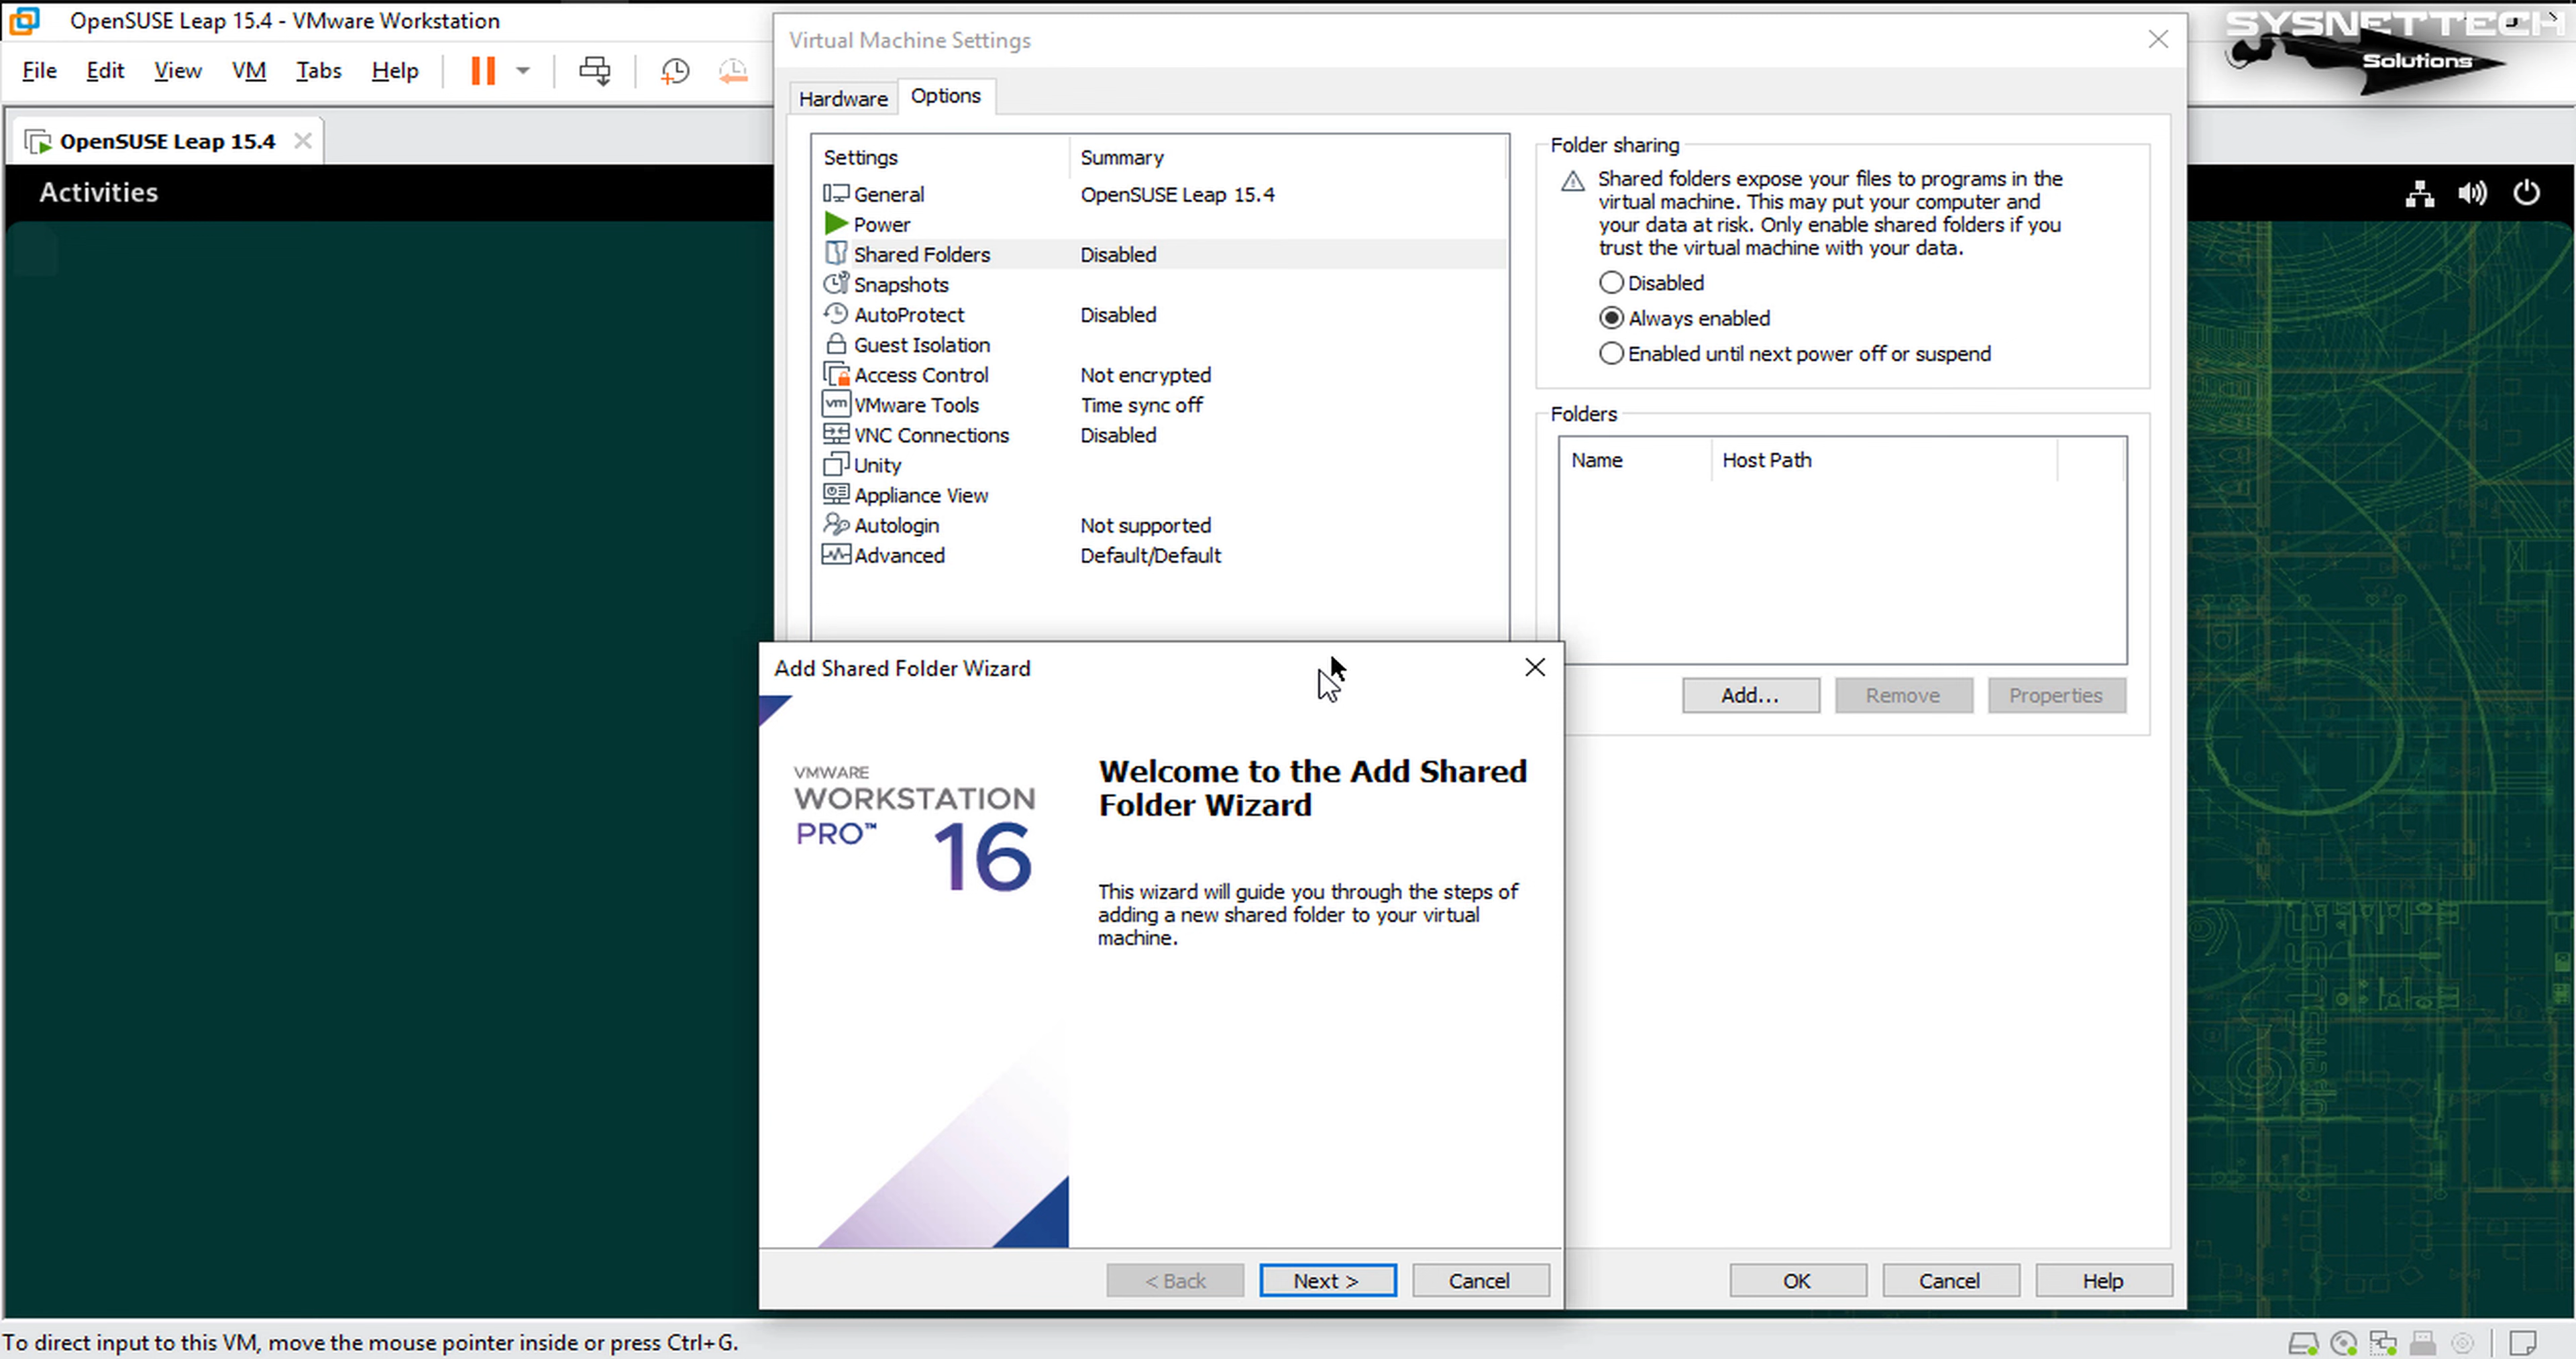 OpenSUSE Leap 15.4 - VMware Workstation
File Edit View VM Tabs Help
OpenSUSE Leap 15.4
Activities
Virtual Machine Settings
Hardware Options
Settings Summary
General OpenSUSE Leap 15.4
Power
Shared Folders Disabled
Snapshots
AutoProtect Disabled
Guest Isolation
Access Control Not encrypted
vm VMware Tools Time sync off
VNC Connections Disabled
Unity
Appliance View
Autologin Not supported
Advanced Default/Default
Folder sharing
Shared folders expose your files to programs in the
virtual machine. This may put your computer and
your data at risk. Only enable shared folders if you
trust the virtual machine with your data.
Disabled
Always enabled
Enabled until next power off or suspend
Folders
Name Host Path
Add... Remove Properties
Add Shared Folder Wizard
VMWARE
WORKSTATION
PRO™ 16
Welcome to the Add Shared
Folder Wizard
This wizard will guide you through the steps of
adding a new shared folder to your virtual
machine.
< Back Next > Cancel
OK Cancel Help
SYSNETTECH
Solutions
To direct input to this VM, move the mouse pointer inside or press Ctrl+G.